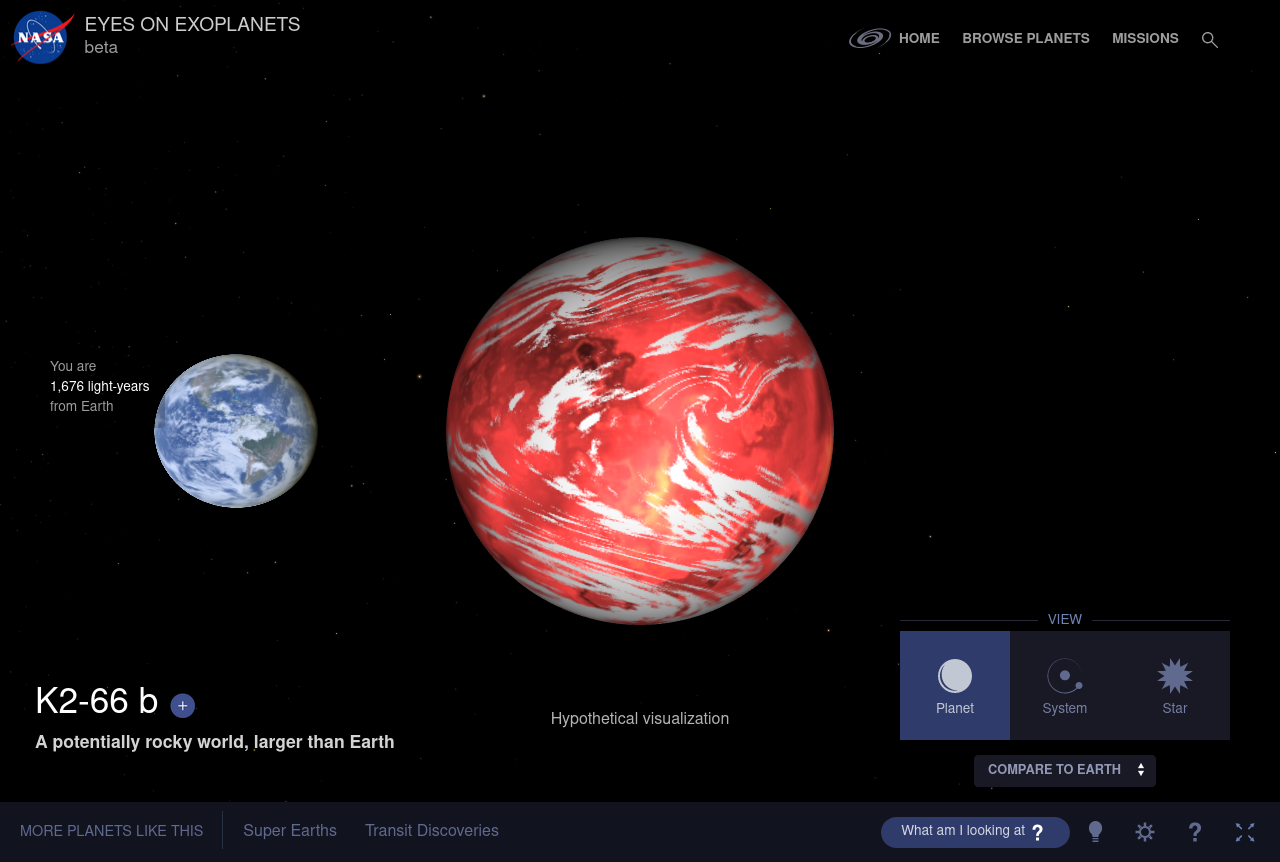 NASA
EYES ON EXOPLANETS
beta
HOME
BROWSE PLANETS
MISSIONS
You are
1,676 light-years
from Earth
VIEW
Planet
System
Star
K2-66 b +
Hypothetical visualization
A potentially rocky world, larger than Earth
COMPARE TO EARTH
MORE PLANETS LIKE THIS
Super Earths
Transit Discoveries
What am I looking at ?
?